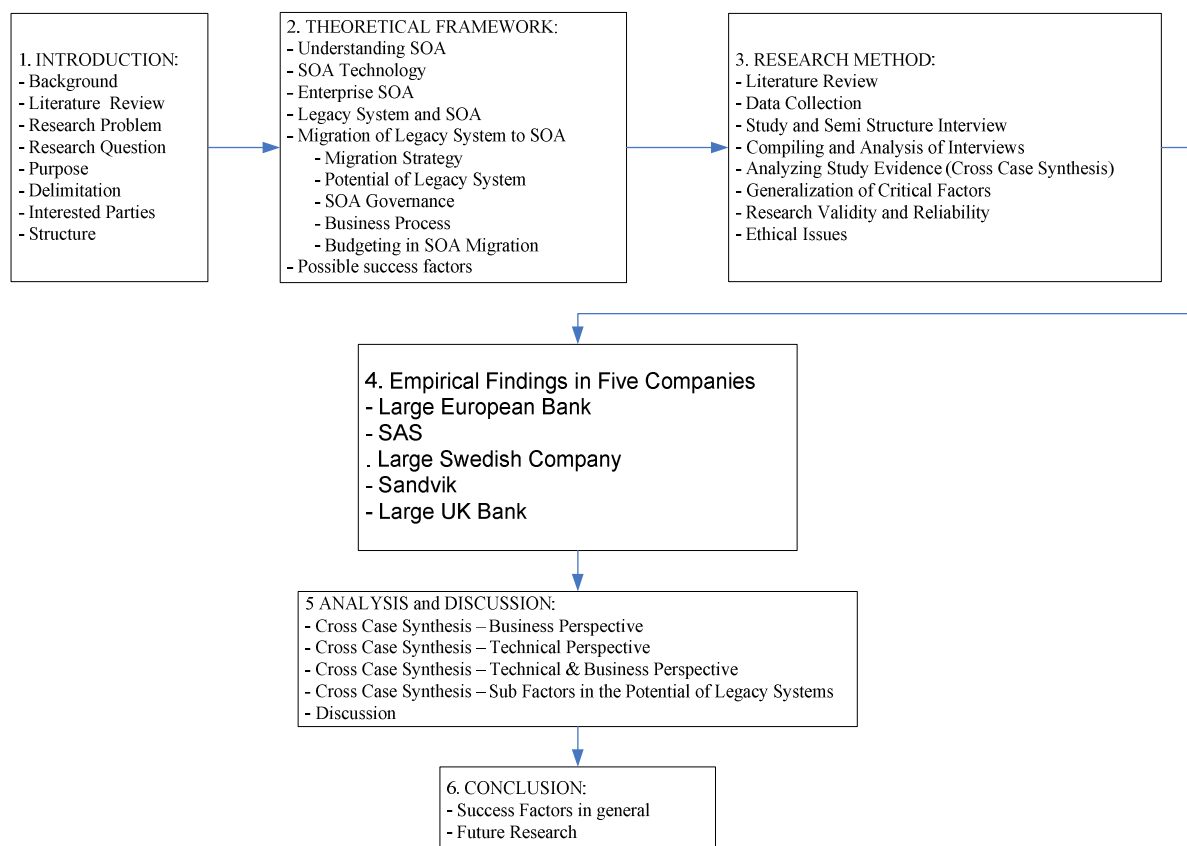 1. INTRODUCTION:
- Background
- Literature Review
- Research Problem
- Research Question
- Purpose
- Delimitation
- Interested Parties
- Structure
2. THEORETICAL FRAMEWORK:
- Understanding SOA
- SOA Technology
- Enterprise SOA
- Legacy System and SOA
- Migration of Legacy System to SOA
- Migration Strategy
- Potential of Legacy System
- SOA Governance
- Business Process
- Budgeting in SOA Migration
- Possible success factors
3. RESEARCH METHOD:
- Literature Review
- Data Collection
- Study and Semi Structure Interview
- Compiling and Analysis of Interviews
- Analyzing Study Evidence (Cross Case Synthesis)
- Generalization of Critical Factors
- Research Validity and Reliability
- Ethical Issues
4. Empirical Findings in Five Companies
- Large European Bank
- SAS
. Large Swedish Company
- Sandvik
- Large UK Bank
5 ANALYSIS and DISCUSSION:
- Cross Case Synthesis – Business Perspective
- Cross Case Synthesis – Technical Perspective
- Cross Case Synthesis – Technical & Business Perspective
- Cross Case Synthesis – Sub Factors in the Potential of Legacy Systems
- Discussion
6. CONCLUSION:
- Success Factors in general
- Future Research